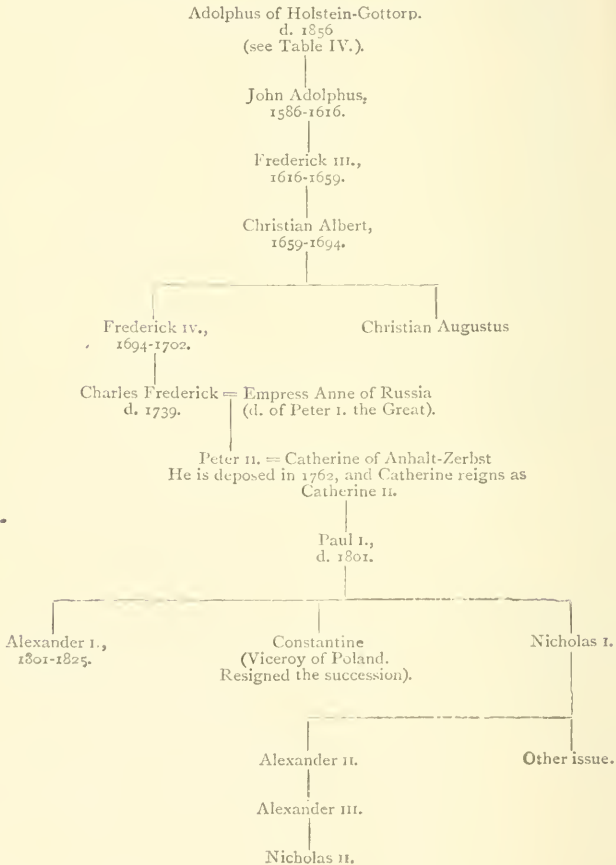 Adolphus of Holstein-Gottorp.
d. 1856
(see Table IV.).
John Adolphus,
1586-1616.
Frederick III.,
1616-1659.
Christian Albert,
1659-1694.
Frederick IV.,
1694-1702.
Christian Augustus
Charles Frederick = Empress Anne of Russia
d. 1739.
(d. of Peter I. the Great).
Peter II. = Catherine of Anhalt-Zerbst
He is deposed in 1762, and Catherine reigns as
Catherine II.
Paul I.,
d. 1801.
Alexander I.,
1801-1825.
Constantine
(Viceroy of Poland.
Resigned the succession).
Nicholas I.
Alexander II.
Other issue.
Alexander III.
Nicholas II.